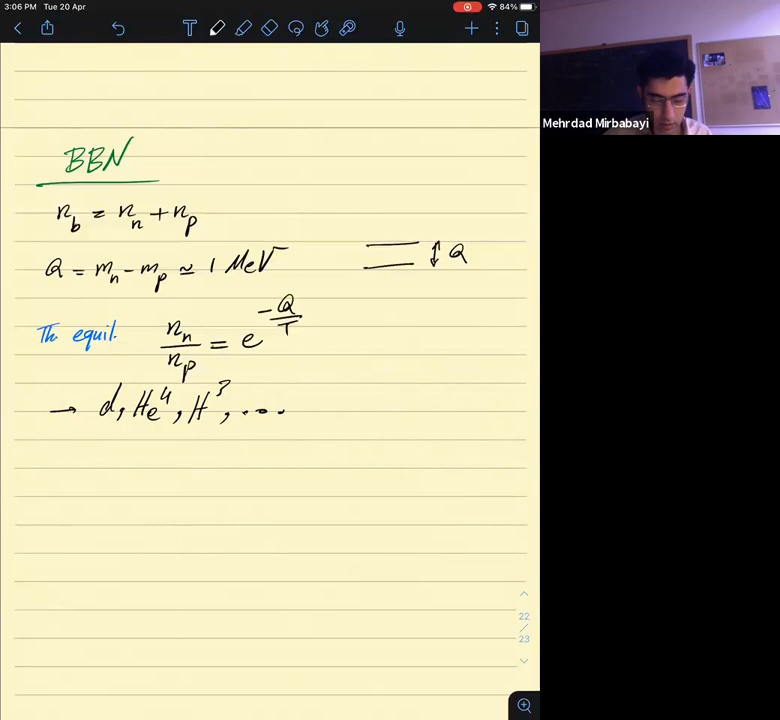 3:06 PM Tue 20 Apr
84%
Mehrdad Mirbabayi
BBN
n_b = n_n + n_p
Q = m_n - m_p ≃ 1 MeV
Q
Th equil. n_n/n_p = e^{-Q/T}
→ d, He^4, H^3, ....
22
/
23